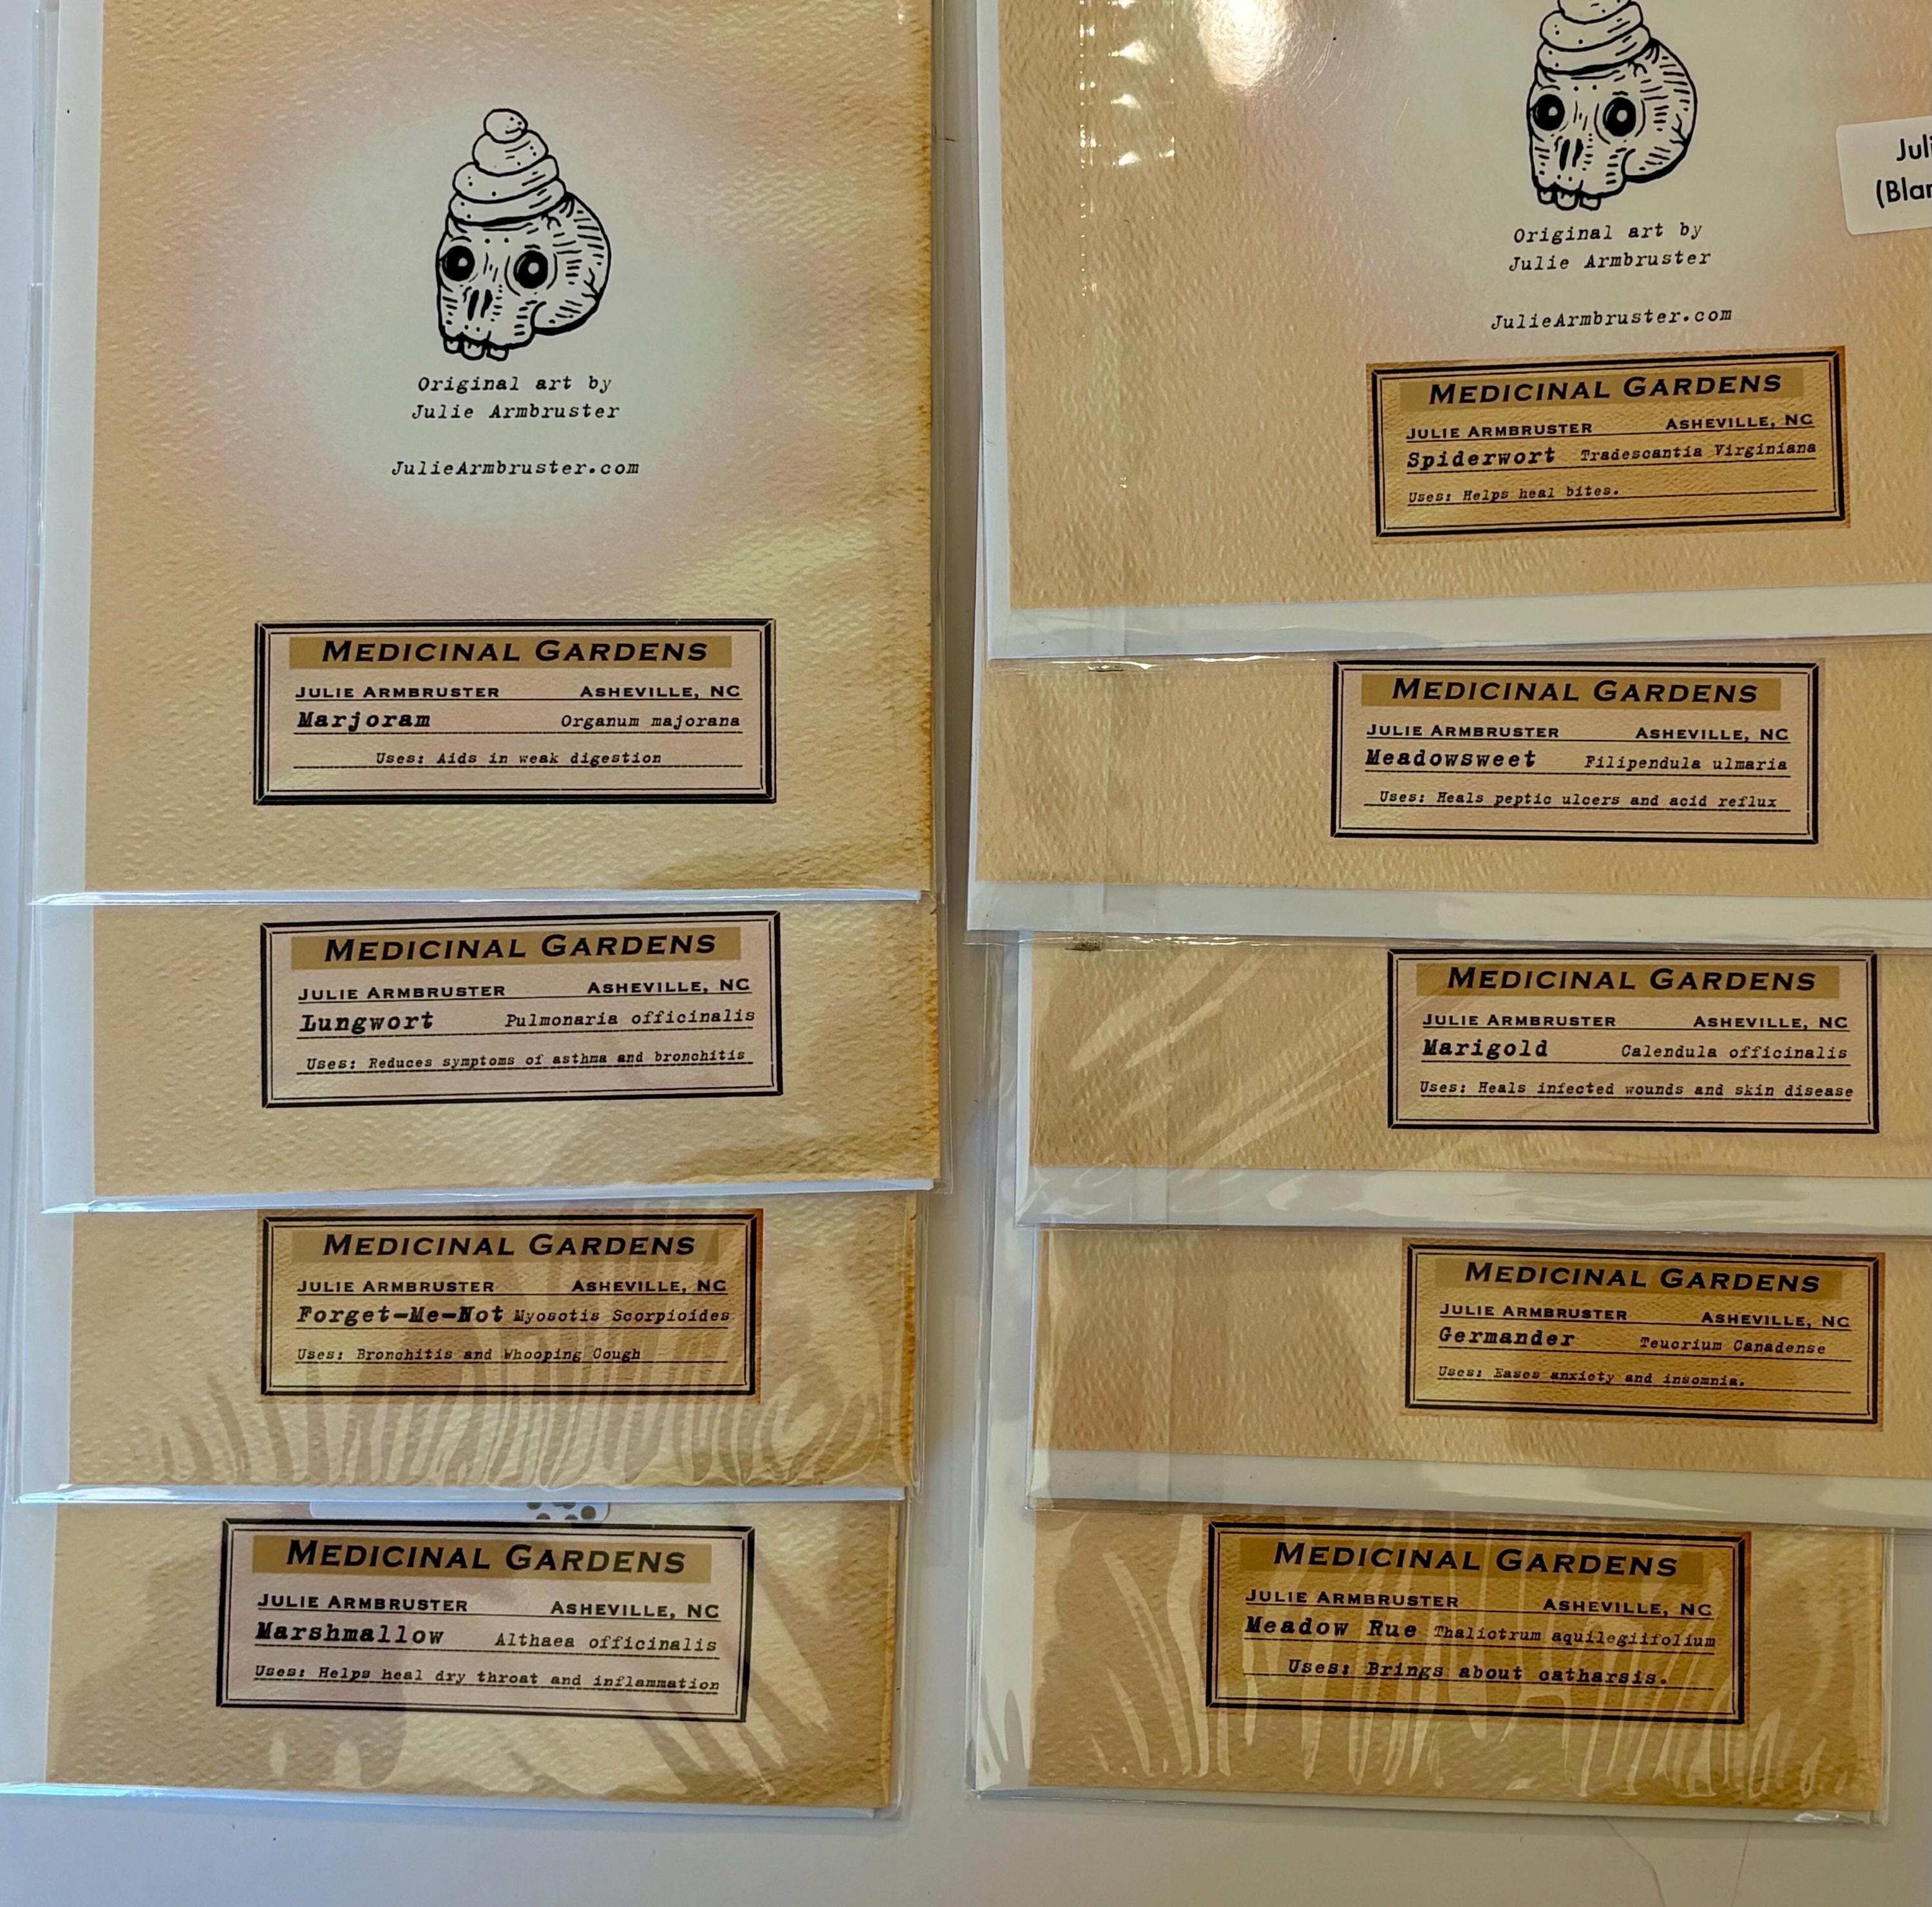 Original art by
Julie Armbruster
JulieArmbruster.com
MEDICINAL GARDENS
JULIE ARMBRUSTER ASHEVILLE, NC
Marjoram Organum majorana
Uses: Aids in weak digestion
MEDICINAL GARDENS
JULIE ARMBRUSTER ASHEVILLE, NC
Lungwort Pulmonaria officinalis
Uses: Reduces symptoms of asthma and bronchitis
MEDICINAL GARDENS
JULIE ARMBRUSTER ASHEVILLE, NC
Forget-Me-Not Myosotis Scorpioides
Uses: Bronchitis and Whooping Cough
MEDICINAL GARDENS
JULIE ARMBRUSTER ASHEVILLE, NC
Marshmallow Althaea officinalis
Uses: Helps heal dry throat and inflammation
Original art by
Julie Armbruster
JulieArmbruster.com
MEDICINAL GARDENS
JULIE ARMBRUSTER ASHEVILLE, NC
Spiderwort Tradescantia Virginiana
Uses: Helps heal bites.
MEDICINAL GARDENS
JULIE ARMBRUSTER ASHEVILLE, NC
Meadowsweet Filipendula ulmaria
Uses: Heals peptic ulcers and acid reflux
MEDICINAL GARDENS
JULIE ARMBRUSTER ASHEVILLE, NC
Marigold Calendula officinalis
Uses: Heals infected wounds and skin disease
MEDICINAL GARDENS
JULIE ARMBRUSTER ASHEVILLE, NC
Germander Teucrium Canadense
Uses: Eases anxiety and insomnia.
MEDICINAL GARDENS
JULIE ARMBRUSTER ASHEVILLE, NC
Meadow Rue Thalictrum aquilegiifolium
Uses: Brings about catharsis.